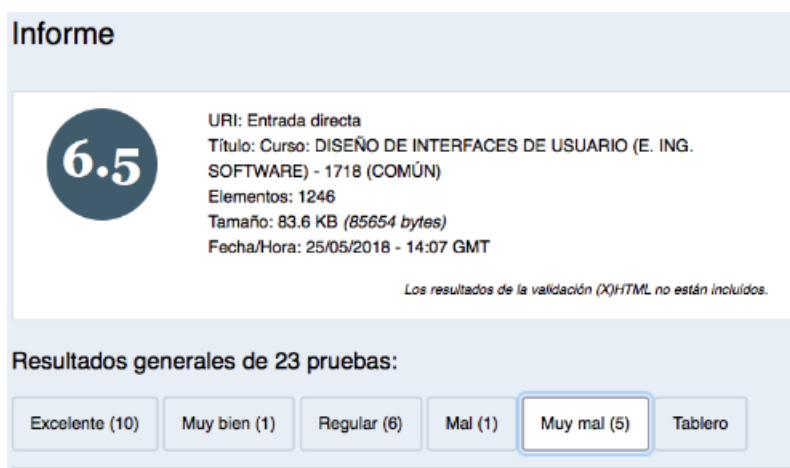 Informe
6.5
URI: Entrada directa
Título: Curso: DISEÑO DE INTERFACES DE USUARIO (E. ING.
SOFTWARE) - 1718 (COMÚN)
Elementos: 1246
Tamaño: 83.6 KB (85654 bytes)
Fecha/Hora: 25/05/2018 - 14:07 GMT
Los resultados de la validación (X)HTML no están incluidos.
Resultados generales de 23 pruebas:
Excelente (10) Muy bien (1) Regular (6) Mal (1) Muy mal (5) Tablero